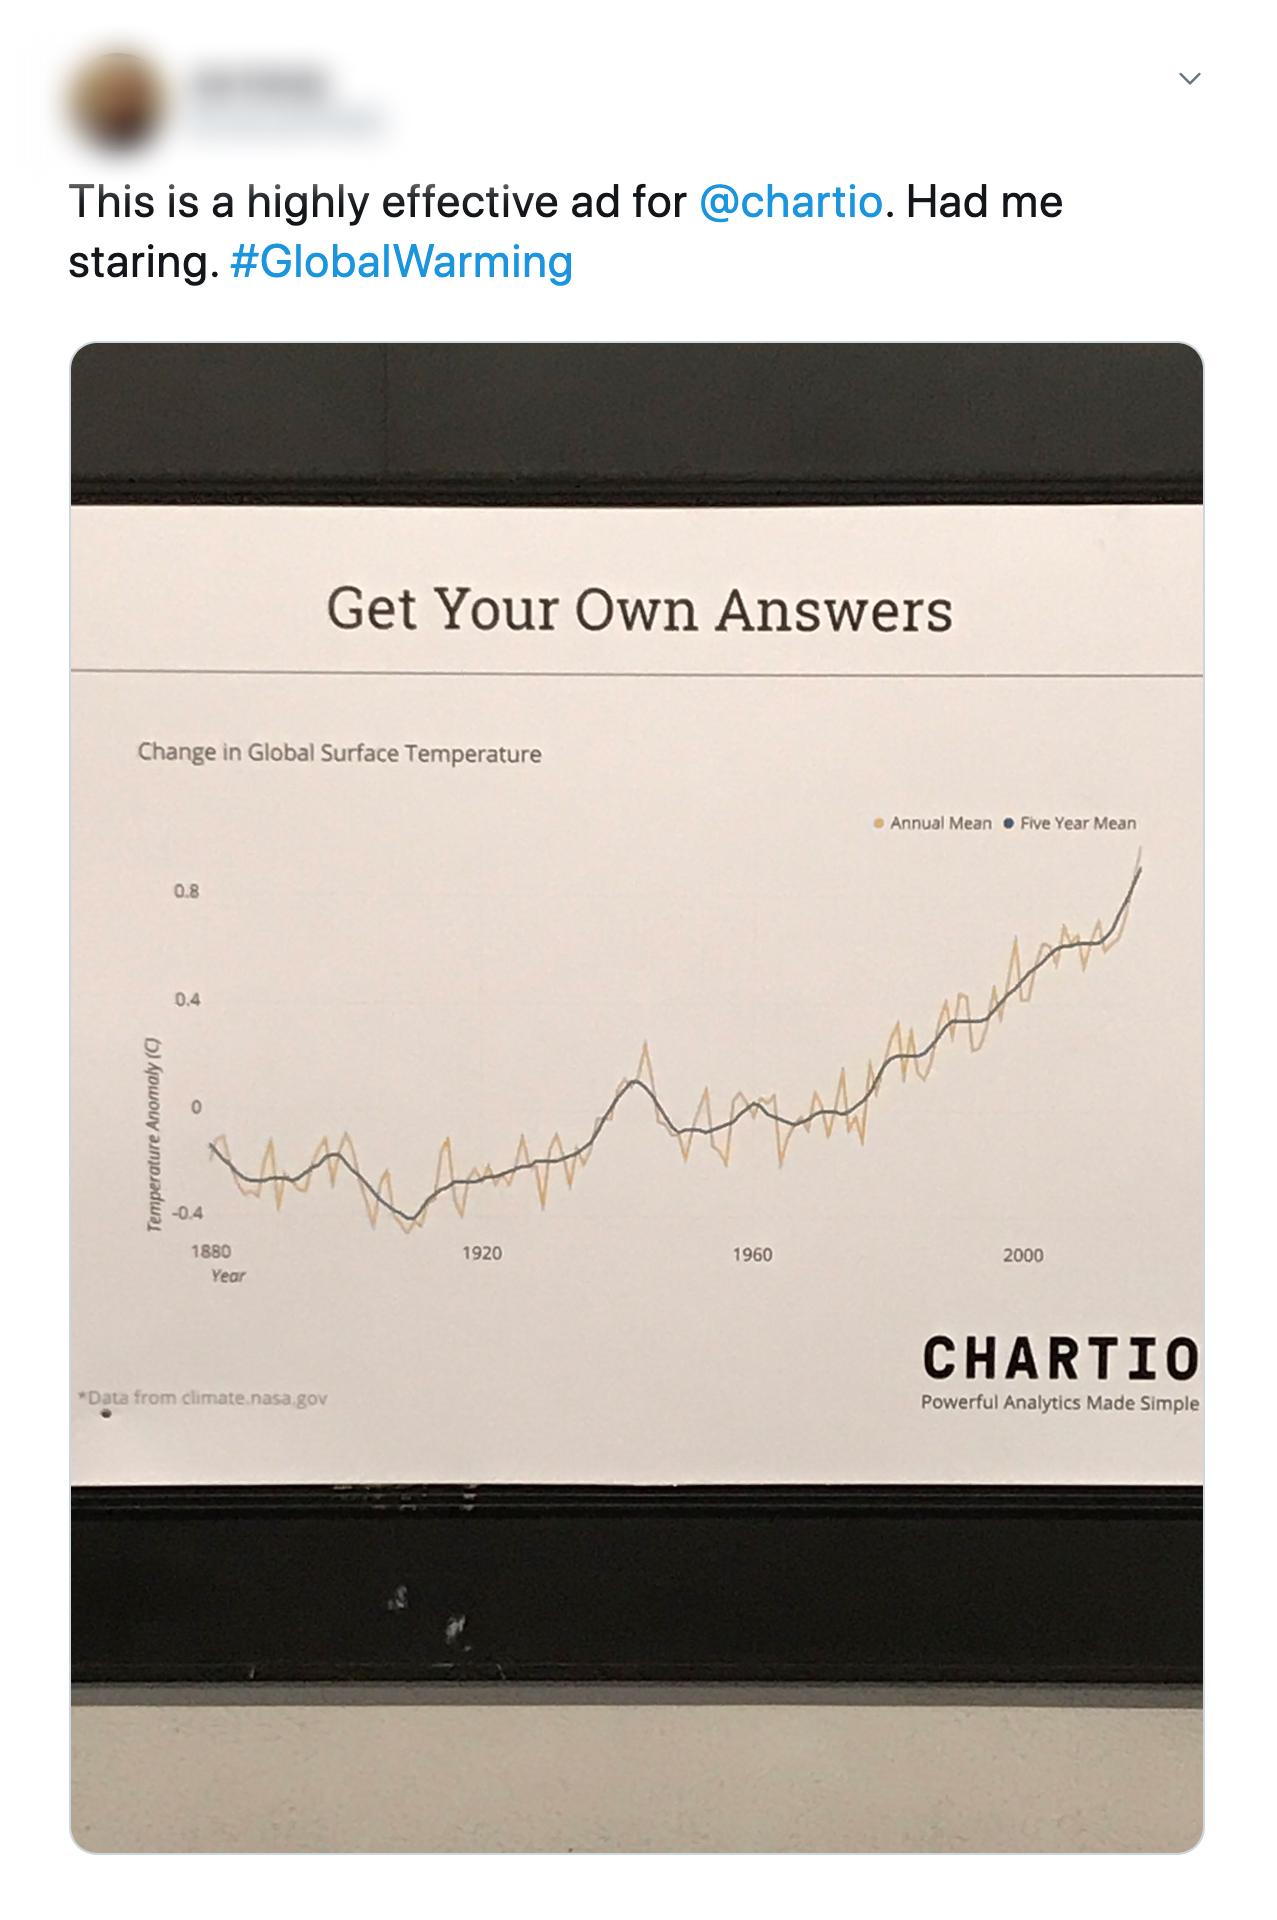 This is a highly effective ad for @chartio. Had me
staring. #GlobalWarming
Get Your Own Answers
Change in Global Surface Temperature
Annual Mean Five Year Mean
0.8
0.4
0
-0.4
Temperature Anomaly (C)
1880 1920 1960 2000
Year
CHARTIO
Powerful Analytics Made Simple
*Data from climate.nasa.gov